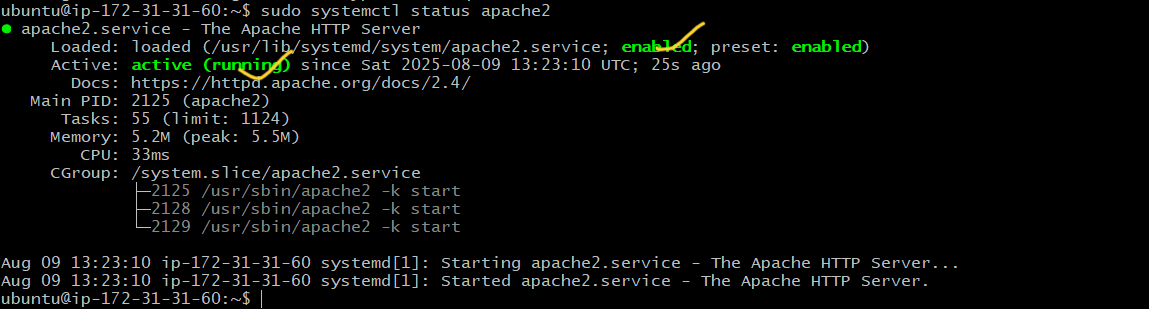 ubuntu@ip-172-31-31-60:~$ sudo systemctl status apache2
● apache2.service - The Apache HTTP Server
Loaded: loaded (/usr/lib/systemd/system/apache2.service; enabled; preset: enabled)
Active: active (running) since Sat 2025-08-09 13:23:10 UTC; 25s ago
Docs: https://httpd.apache.org/docs/2.4/
Main PID: 2125 (apache2)
Tasks: 55 (limit: 1124)
Memory: 5.2M (peak: 5.5M)
CPU: 33ms
CGroup: /system.slice/apache2.service
├─2125 /usr/sbin/apache2 -k start
├─2128 /usr/sbin/apache2 -k start
└─2129 /usr/sbin/apache2 -k start
Aug 09 13:23:10 ip-172-31-31-60 systemd[1]: Starting apache2.service - The Apache HTTP Server...
Aug 09 13:23:10 ip-172-31-31-60 systemd[1]: Started apache2.service - The Apache HTTP Server.
ubuntu@ip-172-31-31-60:~$